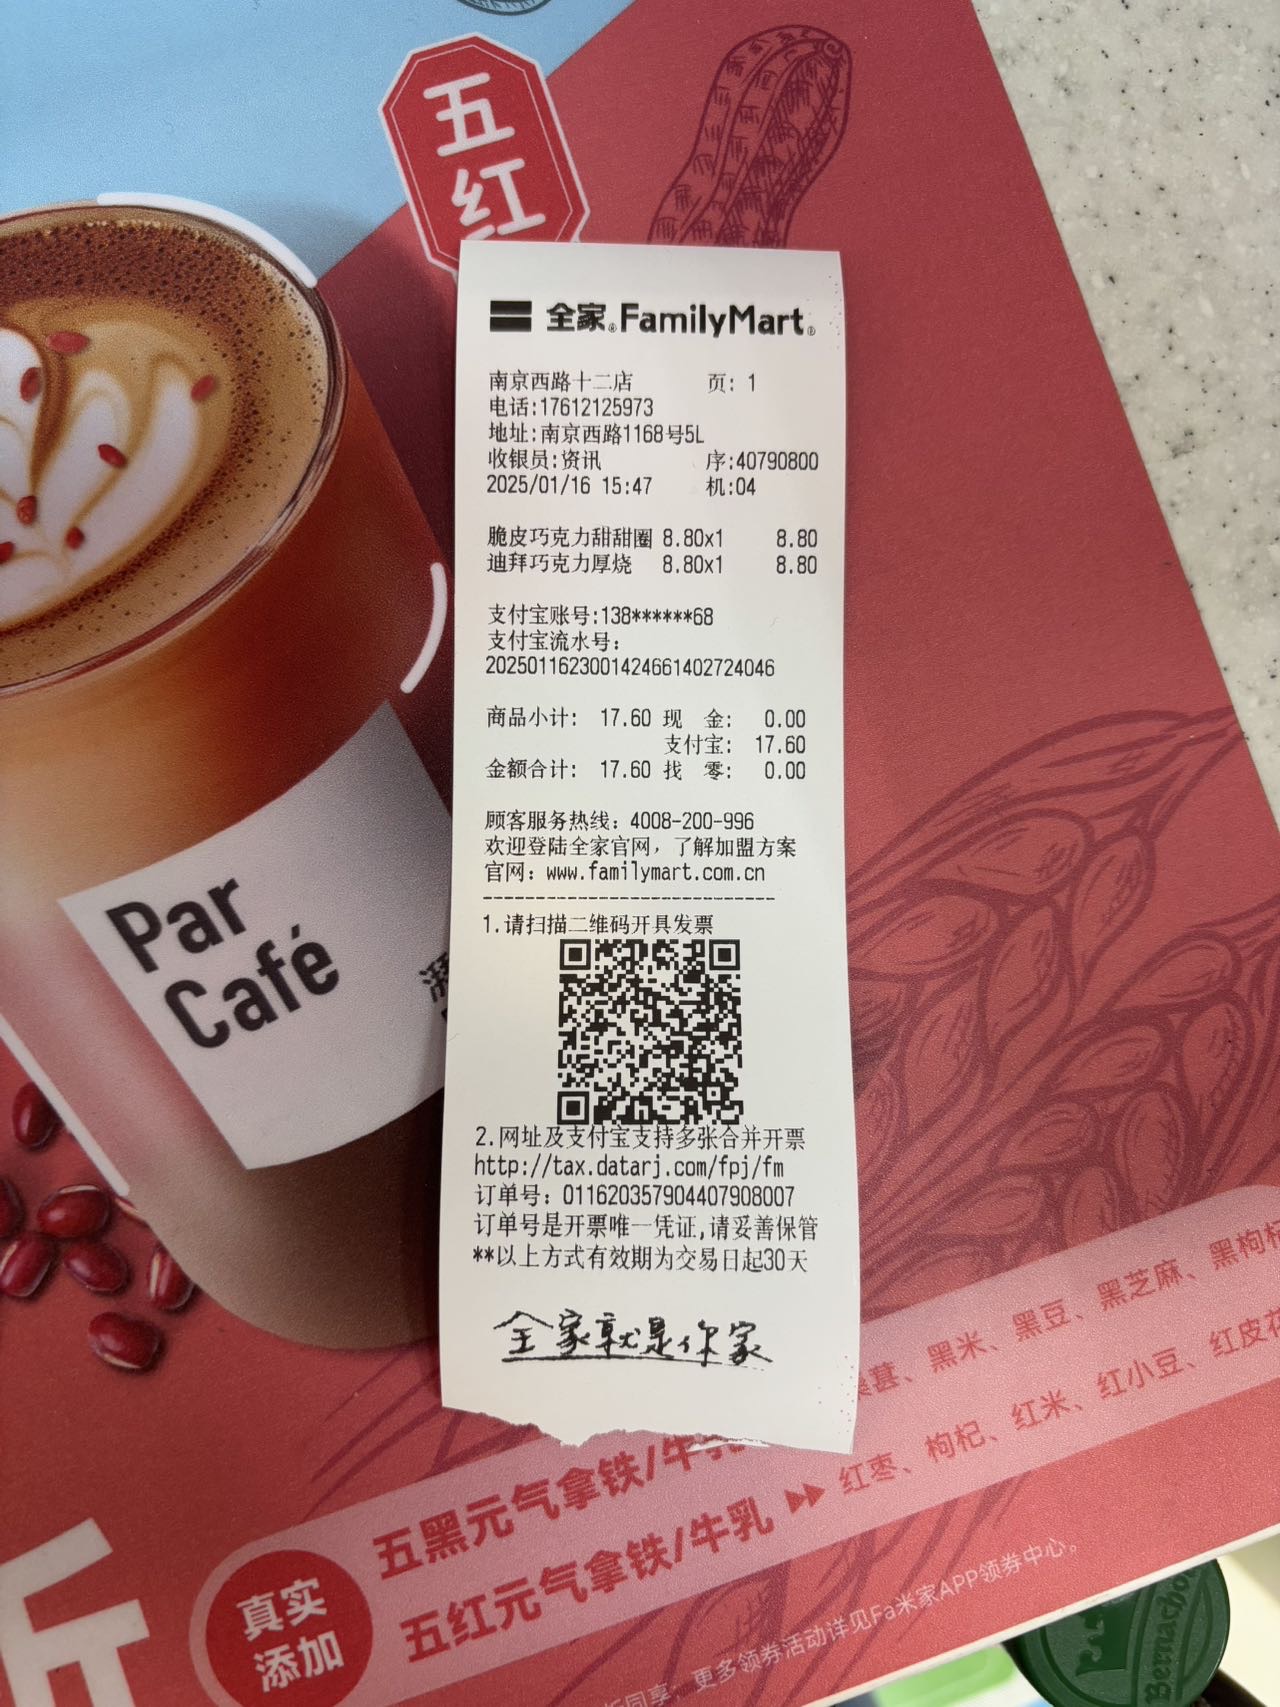 五
红
全家 FamilyMart
南京西路十二店 页: 1
电话:17612125973
地址:南京西路1168号5L
收银员:资讯 序:40790800
2025/01/16 15:47 机:04
脆皮巧克力甜甜圈 8.80x1 8.80
迪拜巧克力厚烧 8.80x1 8.80
支付宝账号:138******68
支付宝流水号:
2025011623001424661402724046
商品小计: 17.60 现 金: 0.00
支付宝: 17.60
金额合计: 17.60 找 零: 0.00
顾客服务热线: 4008-200-996
欢迎登陆全家官网，了解加盟方案
官网: www.familymart.com.cn
1.请扫描二维码开具发票
2.网址及支付宝支持多张合并开票
http://tax.datarj.com/fpj/fm
订单号: 011620357904407908007
订单号是开票唯一凭证,请妥善保管
**以上方式有效期为交易日起30天
全家就是你家
Par
Café
湃
真实
添加
五黑元气拿铁/牛乳
葚、黑米、黑豆、黑芝麻、黑枸杞
五红元气拿铁/牛乳 红枣、枸杞、红米、红小豆、红皮花
折同享; 更多领券活动详见Fa米家APP领券中心。